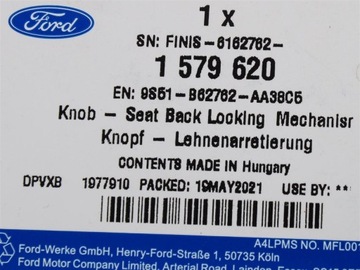 Ford
1 x
SN: FINIS-6162762-
1 579 620
EN: 9S51-B62762-AA38C5
Knob - Seat Back Locking Mechanisr
Knopf - Lehnenarretierung
CONTENTS MADE IN Hungary
DPVXB 1977910 PACKED: 19MAY2021 USE BY: **
A4LPMS NO. MFL001
Ford-Werke GmbH, Henry-Ford-Straße 1, 50735 Köln
Ford Motor Company Limited, Arterial Road, Laindon, Essex